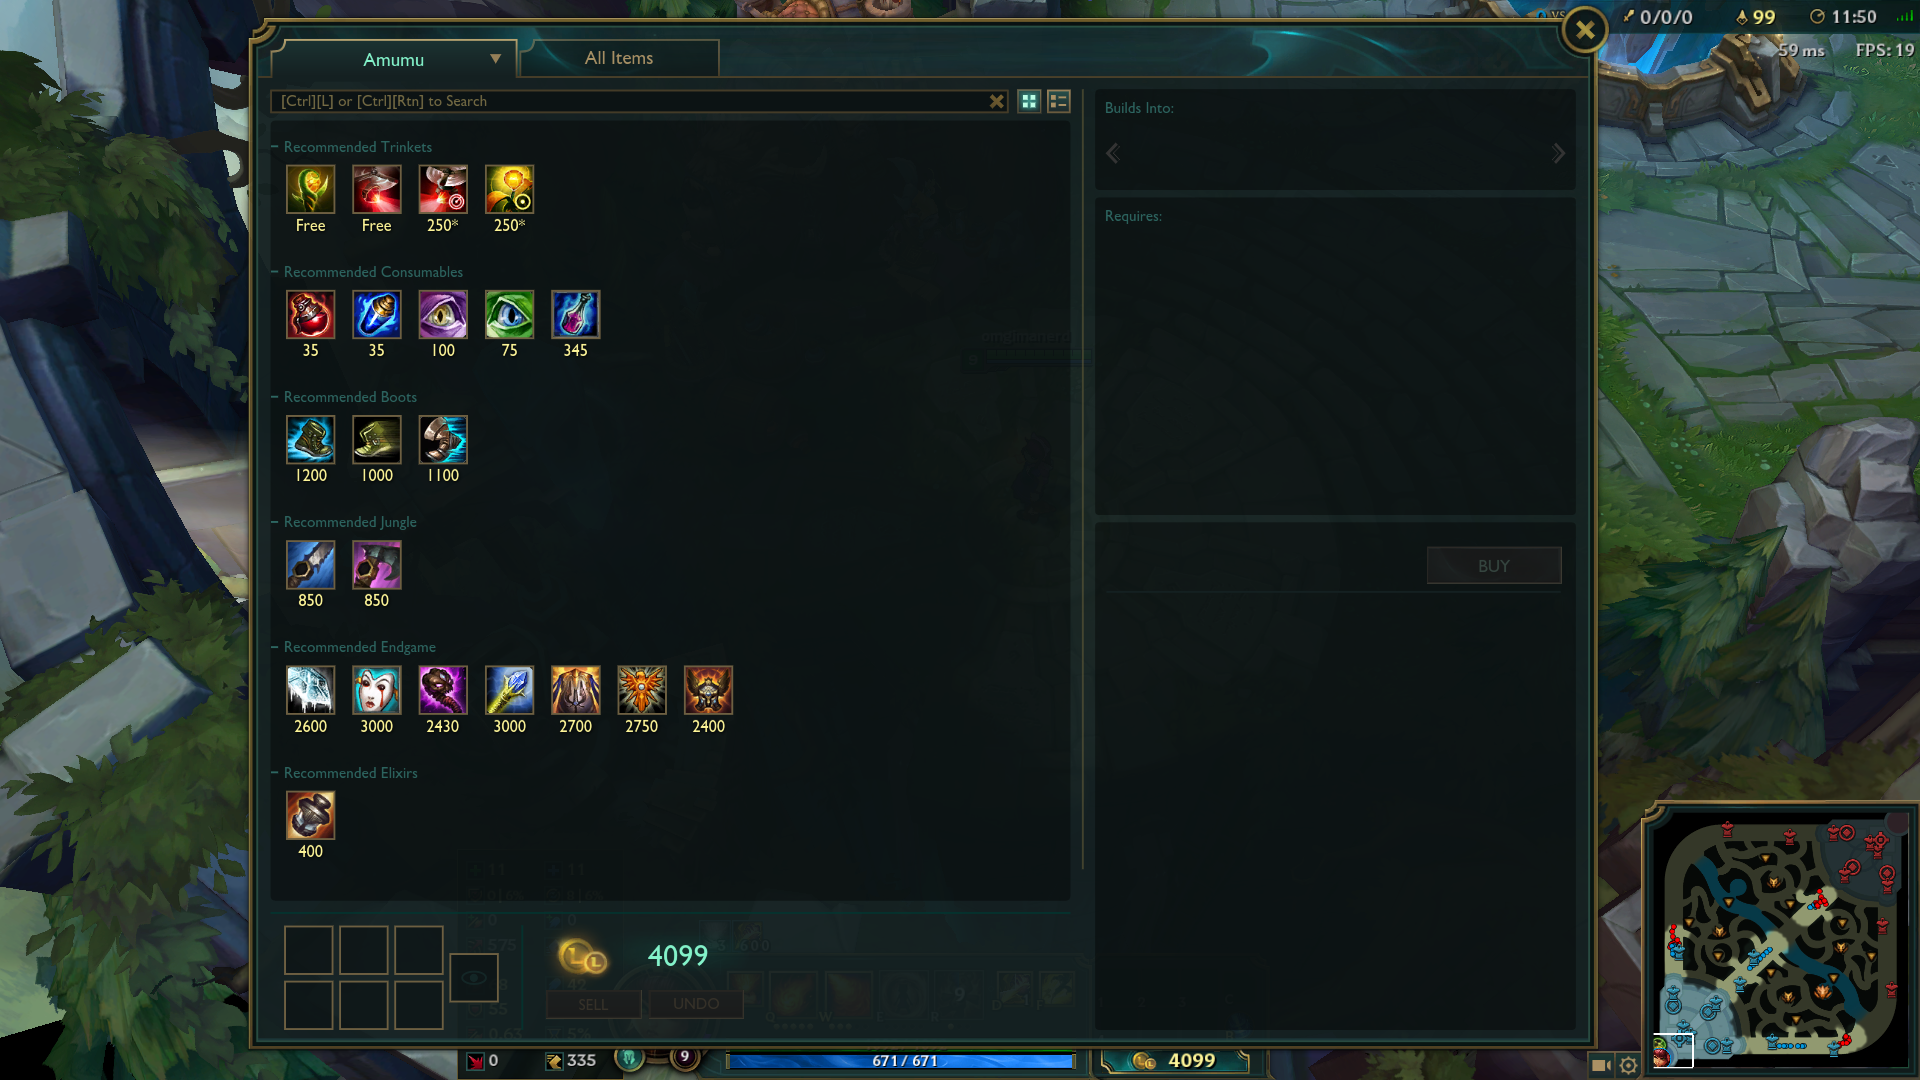 0/0/0 99 11:50
59 ms FPS: 19
Amumu All Items
[Ctrl][L] or [Ctrl][Rtn] to Search
Recommended Trinkets
Free Free 250* 250*
Recommended Consumables
35 35 100 75 345
Recommended Boots
1200 1000 1100
Recommended Jungle
850 850
Recommended Endgame
2600 3000 2430 3000 2700 2750 2400
Recommended Elixirs
400
Builds Into:
Requires:
BUY
4099
SELL UNDO
0 335 9 671 / 671 4099